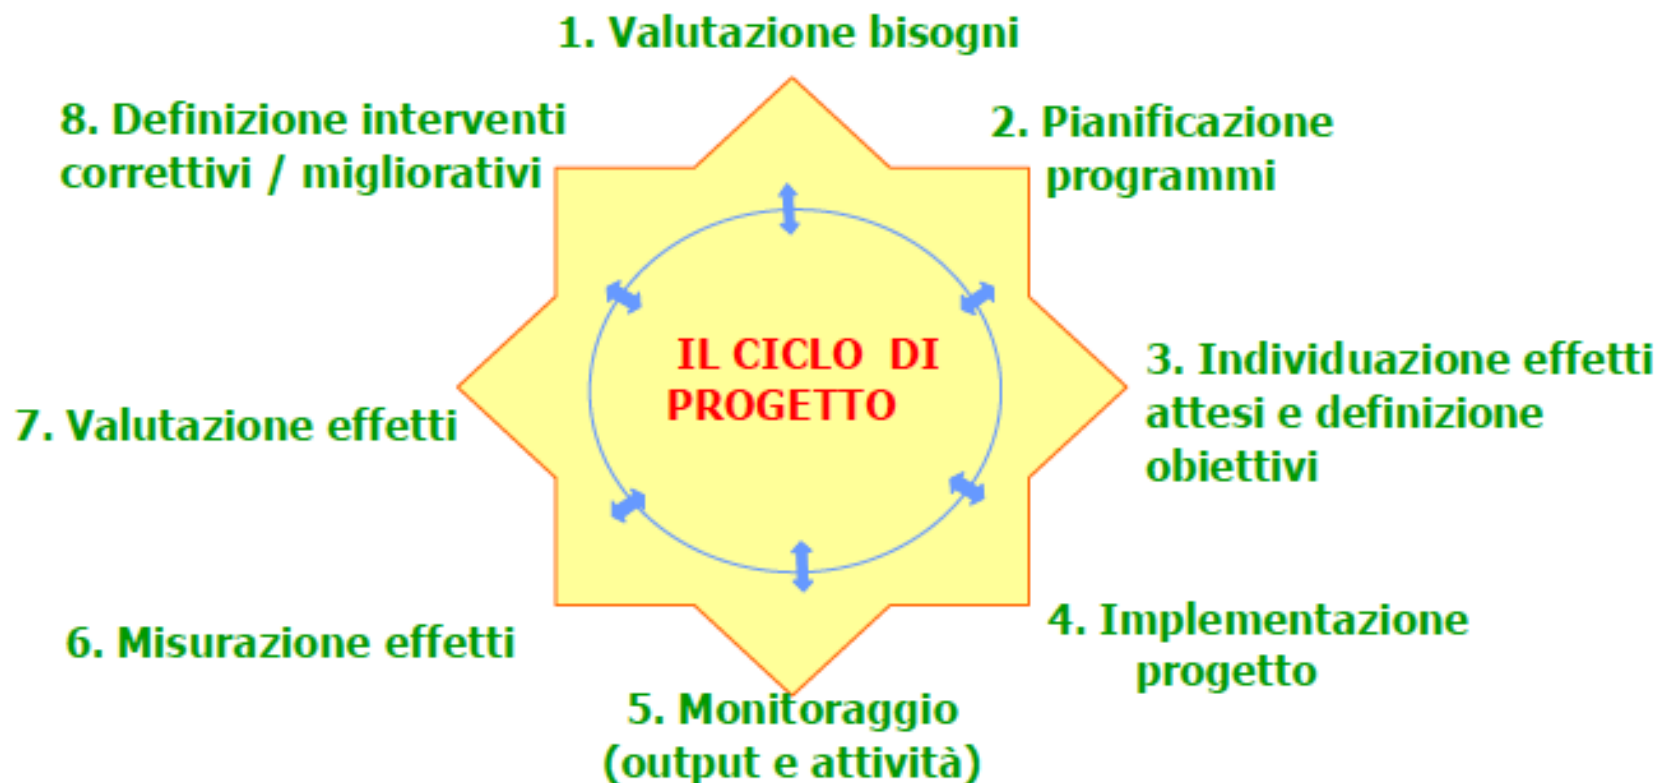 1. Valutazione bisogni
2. Pianificazione
programmi
3. Individuazione effetti
attesi e definizione
obiettivi
4. Implementazione
progetto
5. Monitoraggio
(output e attività)
6. Misurazione effetti
7. Valutazione effetti
8. Definizione interventi
correttivi / migliorativi
IL CICLO DI
PROGETTO